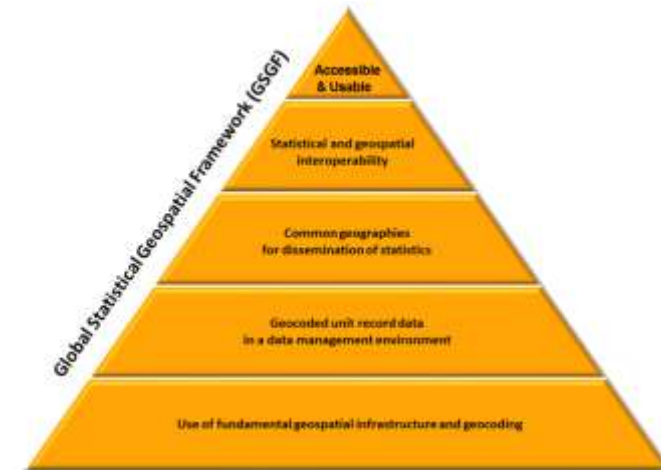 Global Statistical Geospatial Framework (GSGF)
Accessible
& Usable
Statistical and geospatial
interoperability
Common geographies
for dissemination of statistics
Geocoded unit record data
in a data management environment
Use of fundamental geospatial infrastructure and geocoding